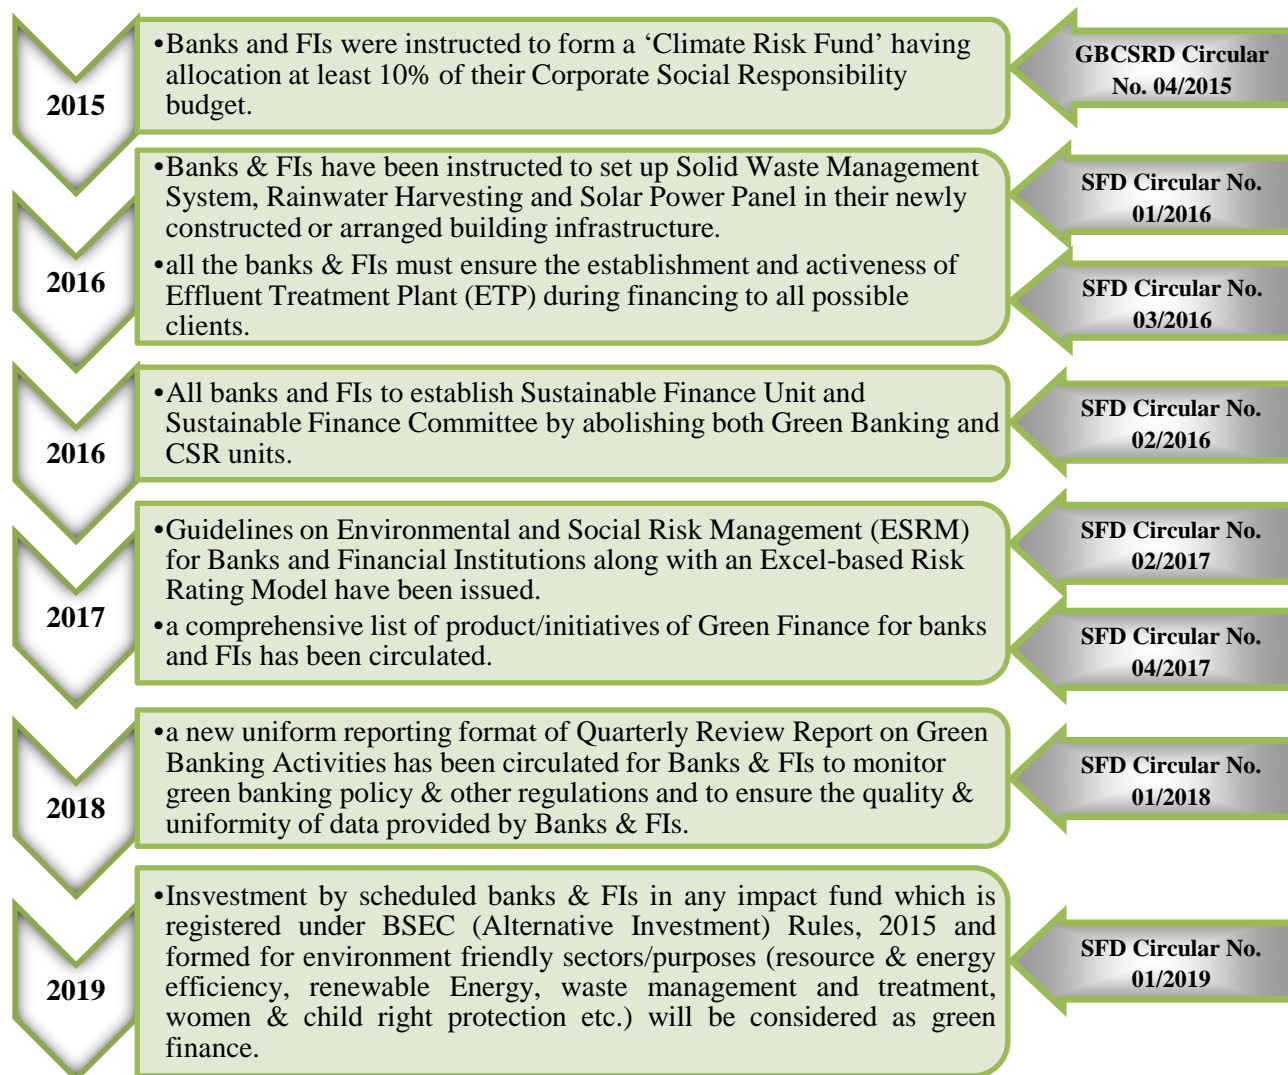 2015
•Banks and FIs were instructed to form a ‘Climate Risk Fund’ having
allocation at least 10% of their Corporate Social Responsibility
budget.
GBCSRD Circular
No. 04/2015
2016
•Banks & FIs have been instructed to set up Solid Waste Management
System, Rainwater Harvesting and Solar Power Panel in their newly
constructed or arranged building infrastructure.
•all the banks & FIs must ensure the establishment and activeness of
Effluent Treatment Plant (ETP) during financing to all possible
clients.
SFD Circular No.
01/2016
SFD Circular No.
03/2016
2016
•All banks and FIs to establish Sustainable Finance Unit and
Sustainable Finance Committee by abolishing both Green Banking and
CSR units.
SFD Circular No.
02/2016
2017
•Guidelines on Environmental and Social Risk Management (ESRM)
for Banks and Financial Institutions along with an Excel-based Risk
Rating Model have been issued.
•a comprehensive list of product/initiatives of Green Finance for banks
and FIs has been circulated.
SFD Circular No.
02/2017
SFD Circular No.
04/2017
2018
•a new uniform reporting format of Quarterly Review Report on Green
Banking Activities has been circulated for Banks & FIs to monitor
green banking policy & other regulations and to ensure the quality &
uniformity of data provided by Banks & FIs.
SFD Circular No.
01/2018
2019
•Insvestment by scheduled banks & FIs in any impact fund which is
registered under BSEC (Alternative Investment) Rules, 2015 and
formed for environment friendly sectors/purposes (resource & energy
efficiency, renewable Energy, waste management and treatment,
women & child right protection etc.) will be considered as green
finance.
SFD Circular No.
01/2019